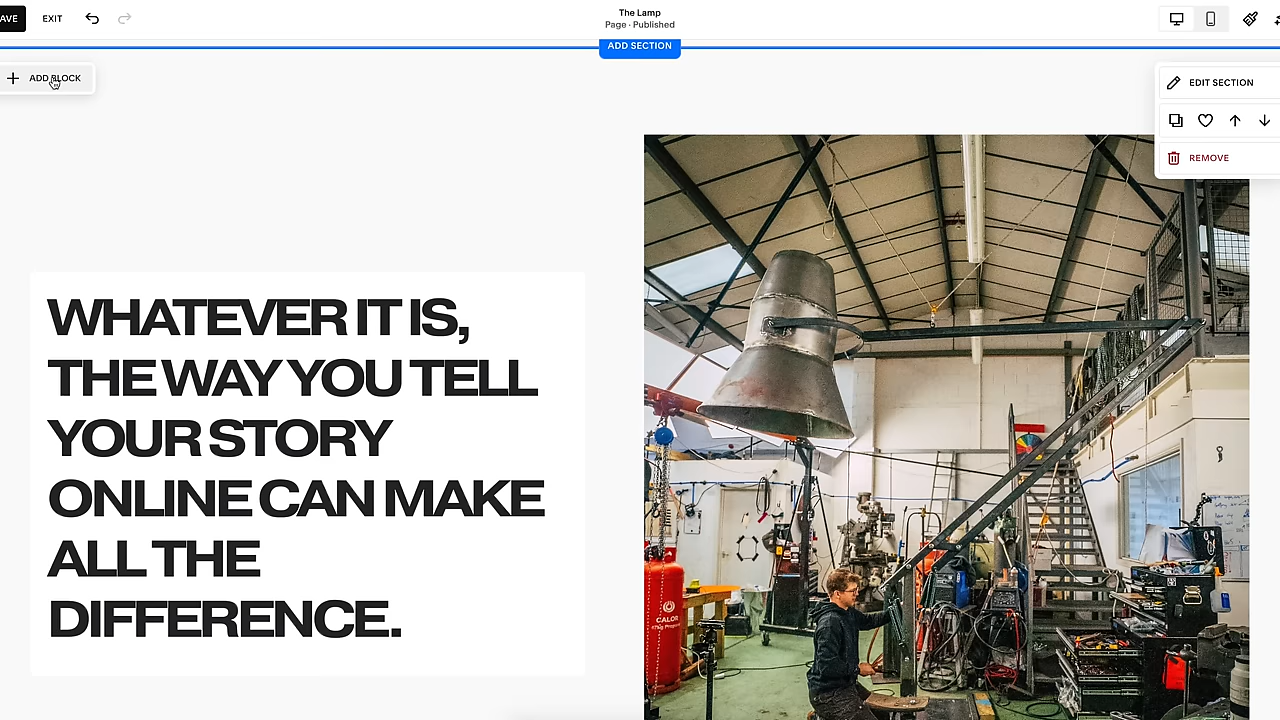 AVE
EXIT
The Lamp
Page · Published
ADD SECTION
ADD BLOCK
EDIT SECTION
REMOVE
WHATEVER IT IS,
THE WAY YOU TELL
YOUR STORY
ONLINE CAN MAKE
ALL THE
DIFFERENCE.
CALOR